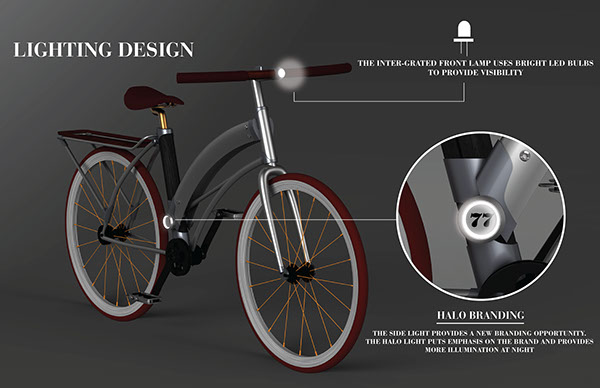 LIGHTING DESIGN
THE INTER-GRATED FRONT LAMP USES BRIGHT LED BULBS
TO PROVIDE VISIBILITY
77
HALO BRANDING
THE SIDE LIGHT PROVIDES A NEW BRANDING OPPORTUNITY.
THE HALO LIGHT PUTS EMPHASIS ON THE BRAND AND PROVIDES
MORE ILLUMINATION AT NIGHT